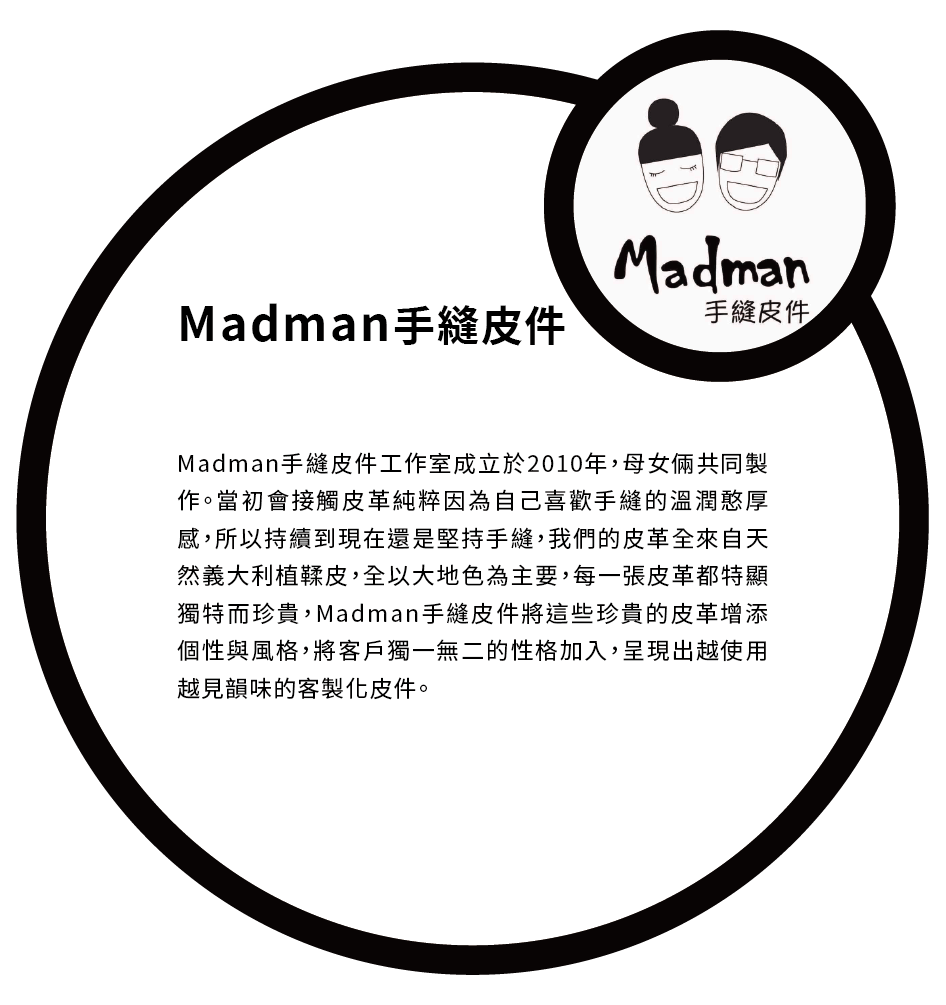 Madman
手縫皮件
Madman手縫皮件
Madman手縫皮件工作室成立於2010年，母女倆共同製
作。當初會接觸皮革純粹因為自己喜歡手縫的溫潤憨厚
感，所以持續到現在還是堅持手縫，我們的皮革全來自天
然義大利植鞣皮，全以大地色為主要，每一張皮革都特顯
獨特而珍貴，Madman手縫皮件將這些珍貴的皮革增添
個性與風格，將客戶獨一無二的性格加入，呈現出越使用
越見韻味的客製化皮件。